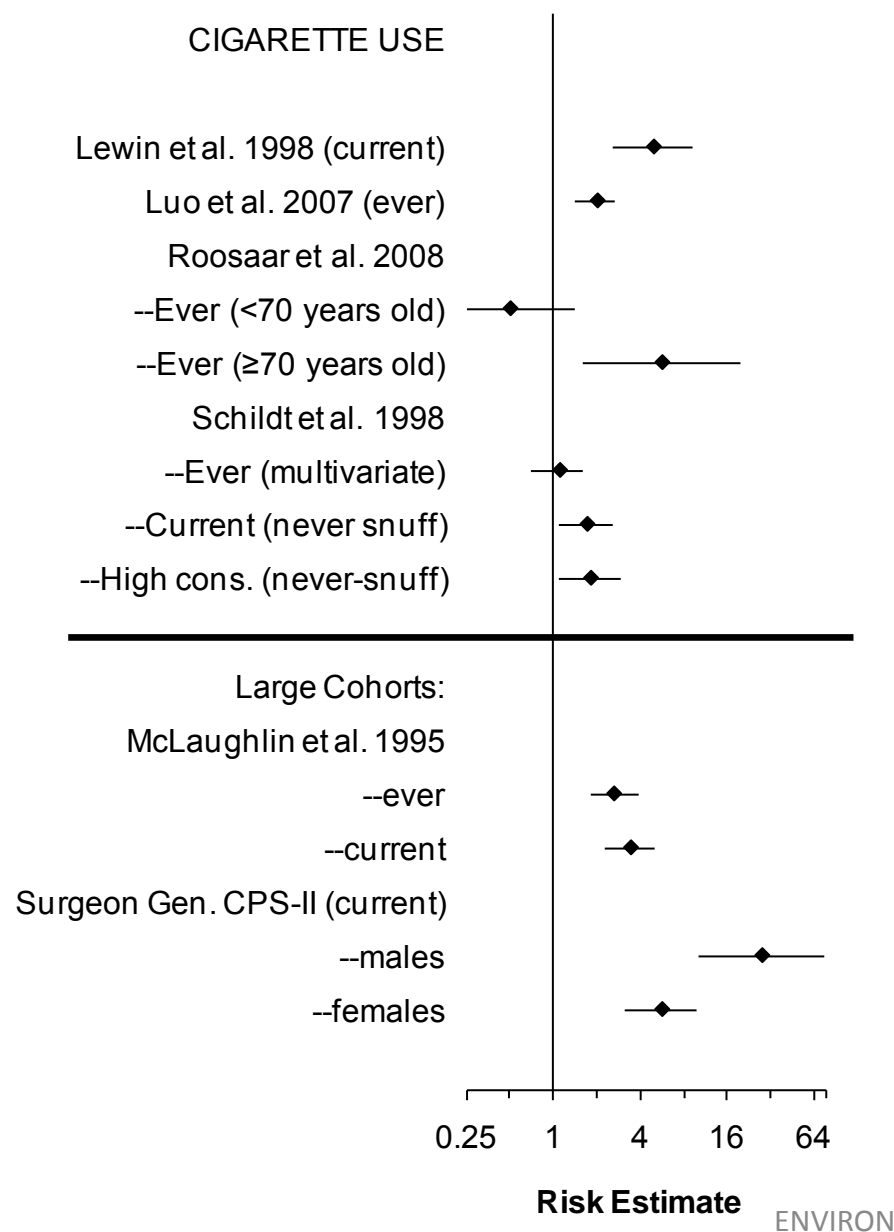 CIGARETTE USE
Lewin et al. 1998 (current)
Luo et al. 2007 (ever)
Roosaar et al. 2008
--Ever (<70 years old)
--Ever (≥70 years old)
Schildt et al. 1998
--Ever (multivariate)
--Current (never snuff)
--High cons. (never-snuff)
Large Cohorts:
McLaughlin et al. 1995
--ever
--current
Surgeon Gen. CPS-II (current)
--males
--females
0.25 1 4 16 64
Risk Estimate
ENVIRON